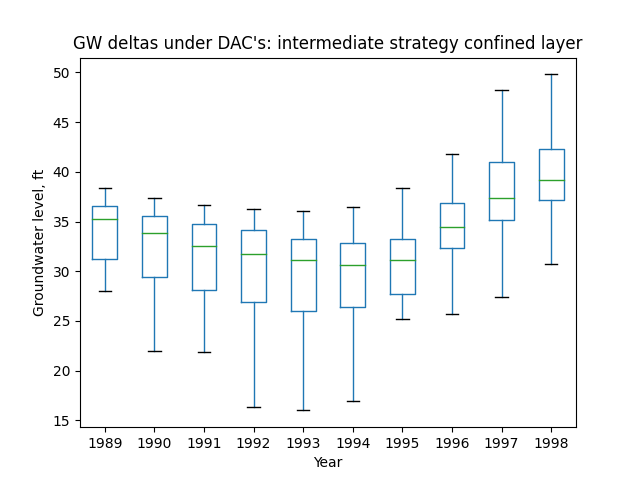 GW deltas under DAC's: intermediate strategy confined layer
50
45
40
35
30
25
20
15
Groundwater level, ft
1989 1990 1991 1992 1993 1994 1995 1996 1997 1998
Year